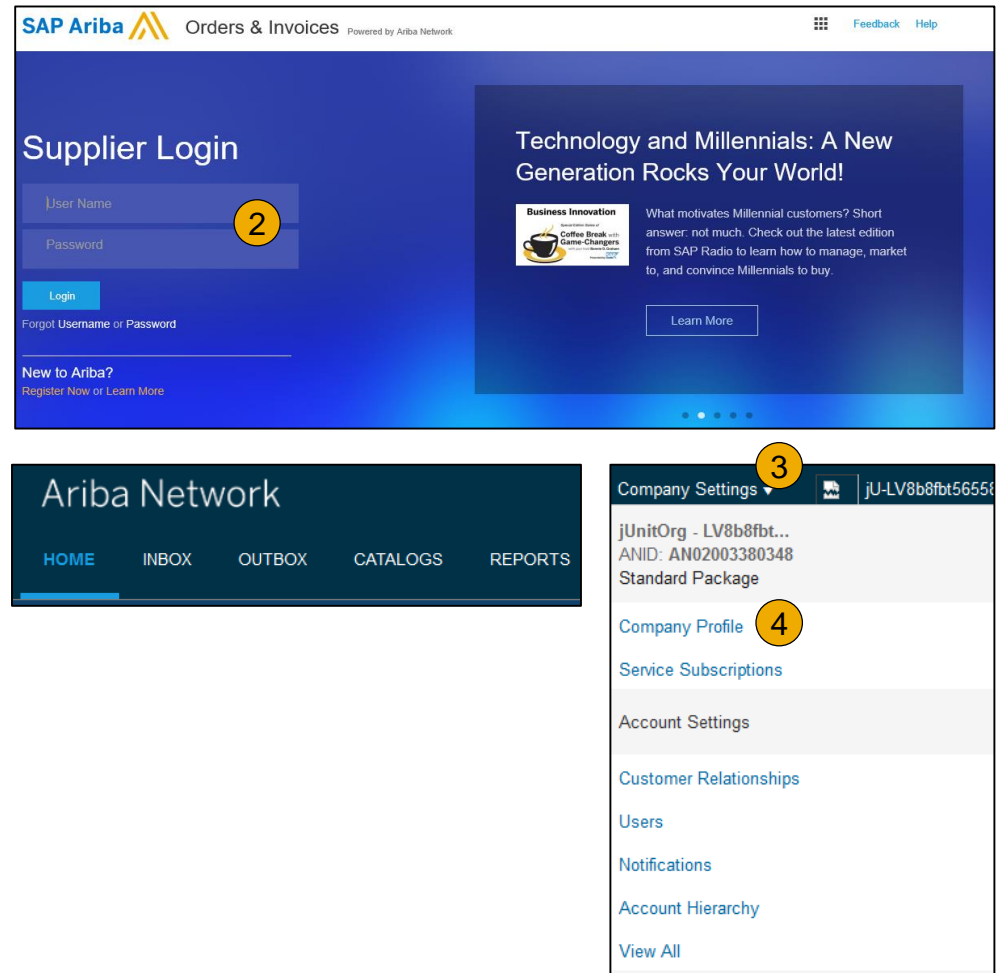 SAP Ariba Orders & Invoices Powered by Ariba Network
Feedback Help
Supplier Login
User Name
2
Password
Login
Forgot Username or Password
New to Ariba?
Register Now or Learn More
Technology and Millennials: A New
Generation Rocks Your World!
Business Innovation
Coffee Break with
Game-Changers
What motivates Millennial customers? Short
answer: not much. Check out the latest edition
from SAP Radio to learn how to manage, market
to, and convince Millennials to buy.
Learn More
Ariba Network
HOME INBOX OUTBOX CATALOGS REPORTS
3
Company Settings jU-LV8b8fbt56558
jUnitOrg - LV8b8fbt...
ANID: AN02003380348
Standard Package
Company Profile 4
Service Subscriptions
Account Settings
Customer Relationships
Users
Notifications
Account Hierarchy
View All